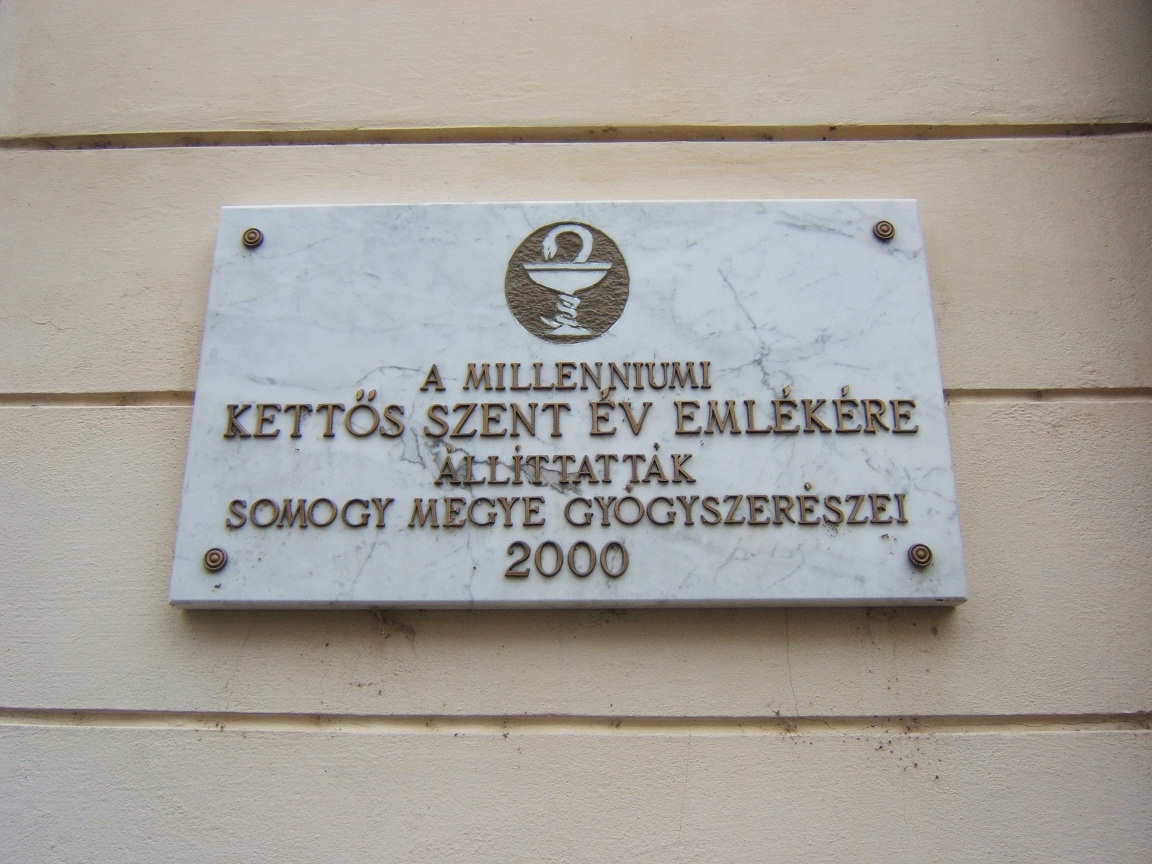 A MILLENNIUMI
KETTŐS SZENT ÉV EMLÉKÉRE
ÁLLÍTTATTÁK
SOMOGY MEGYE GYÓGYSZERÉSZEI
2000